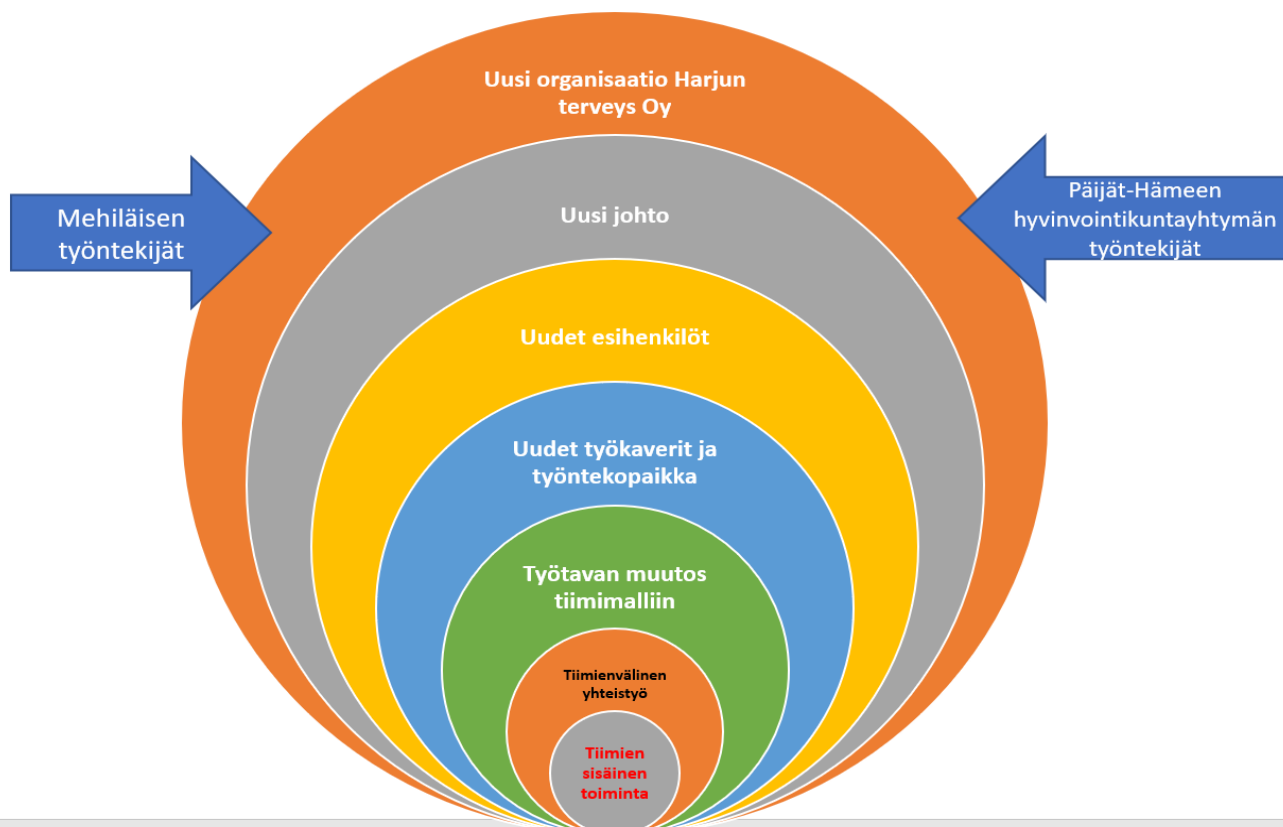 Uusi organisaatio Harjun
terveys Oy
Mehiläisen
työntekijät
Päijät-Hämeen
hyvinvointikuntayhtymän
työntekijät
Uusi johto
Uudet esihenkilöt
Uudet työkaverit ja
työntekopaikka
Työtavan muutos
tiimimalliin
Tiimienvälinen
yhteistyö
Tiimien
sisäinen
toiminta